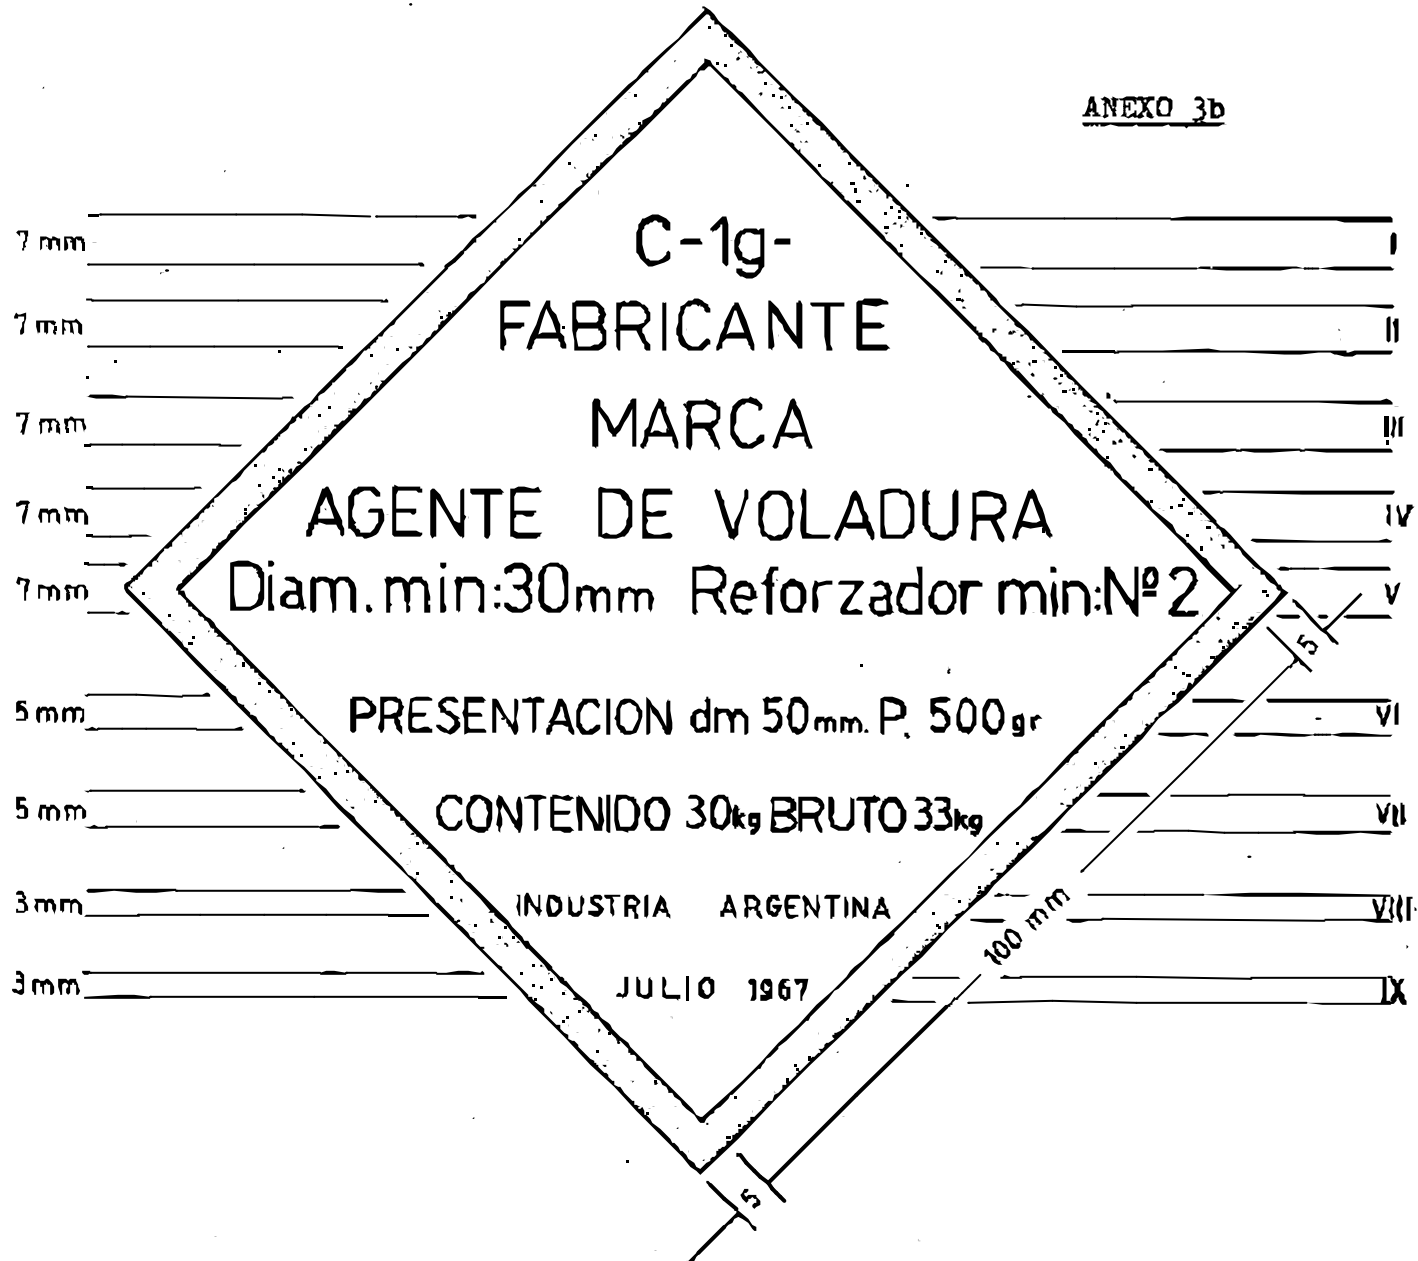 ANEXO 3b
7 mm C-1g- I
7 mm FABRICANTE II
7 mm MARCA III
7 mm AGENTE DE VOLADURA IV
7 mm Diam. min:30mm Reforzador min:Nº2 V
5
5 mm PRESENTACION dm 50mm. P. 500gr VI
5 mm CONTENIDO 30kg BRUTO 33kg VII
3 mm INDUSTRIA ARGENTINA VIII
100 mm
3 mm JULIO 1967 IX
5